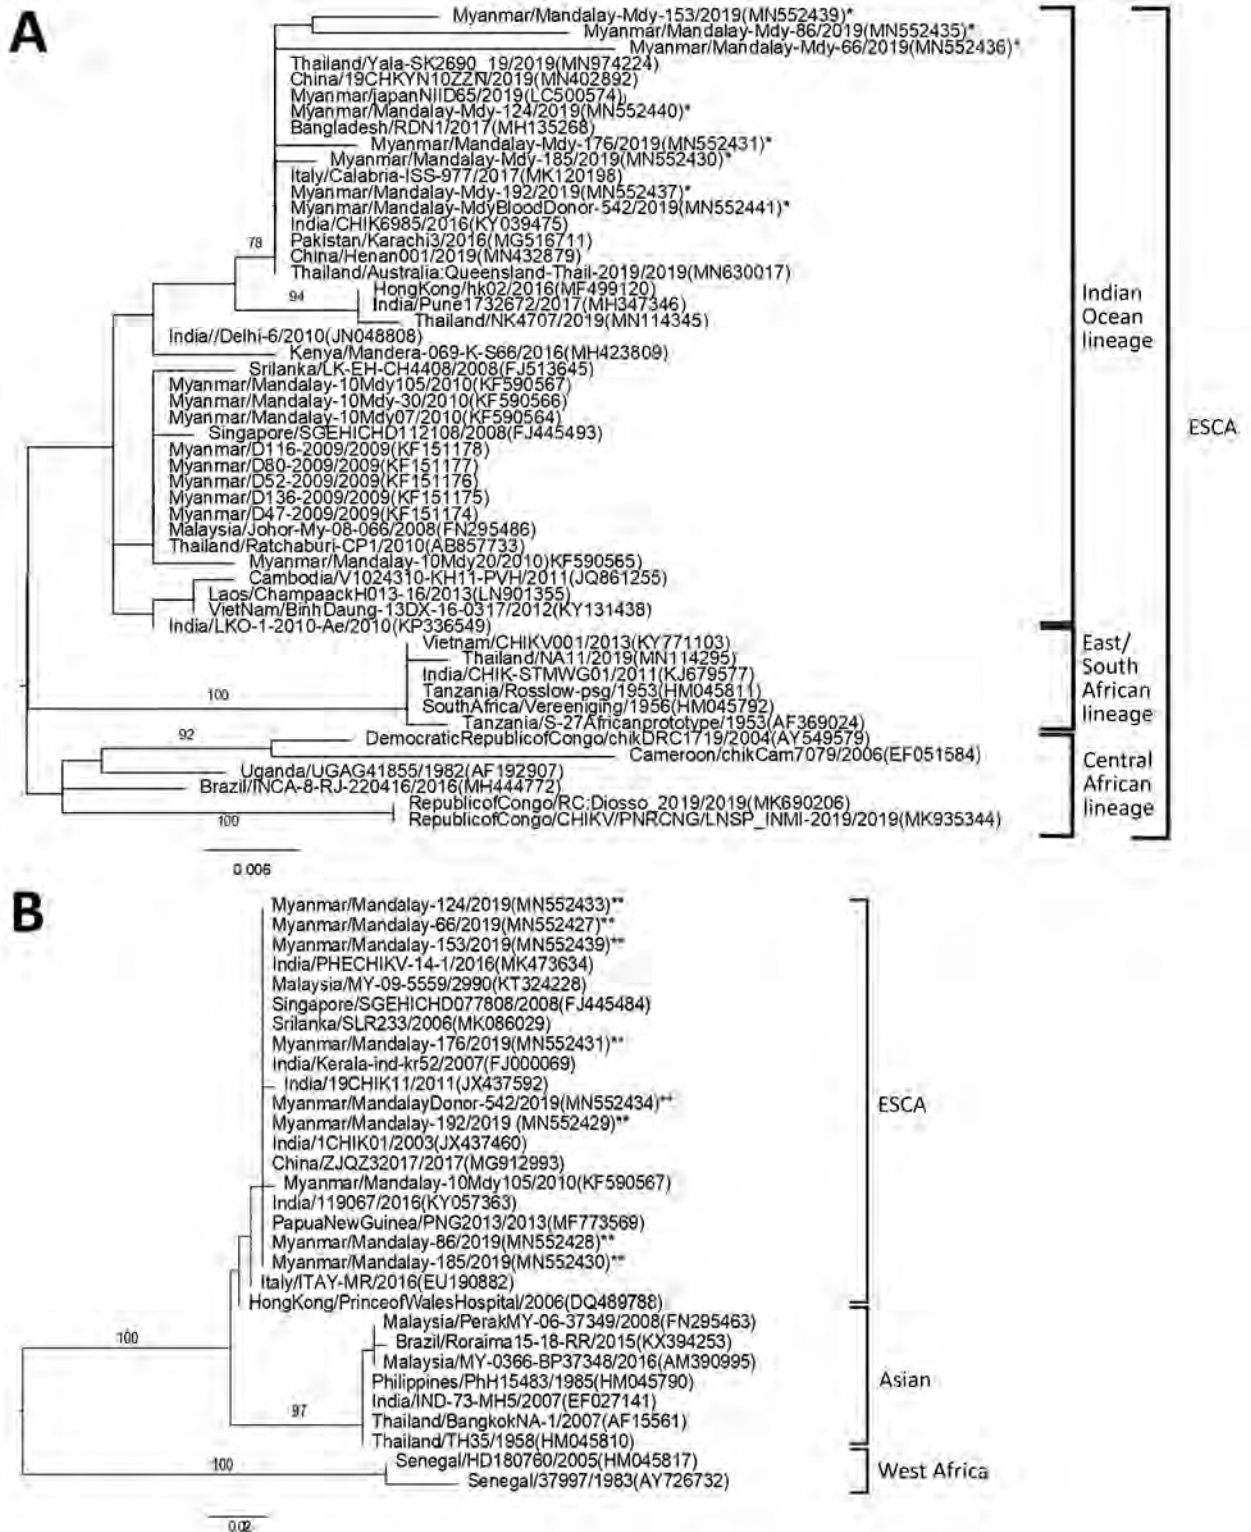 A
Myanmar/Mandalay-Mdy-153/2019(MN552439)*
Myanmar/Mandalay-Mdy-86/2019(MN552435)*
Myanmar/Mandalay-Mdy-66/2019(MN552436)*
Thailand/Yala-SK2690_19/2019(MN974224)
China/19CHKYN10ZZN/2019(MN402892)
Myanmar/japanNIID65/2019(LC500574)
Myanmar/Mandalay-Mdy-124/2019(MN552440)*
Bangladesh/RDN1/2017(MH135268)
Myanmar/Mandalay-Mdy-176/2019(MN552431)*
Myanmar/Mandalay-Mdy-185/2019(MN552430)*
Italy/Calabria-ISS-977/2017(MK120198)
Myanmar/Mandalay-Mdy-192/2019(MN552437)*
Myanmar/Mandalay-MdyBloodDonor-542/2019(MN552441)*
India/CHIK6985/2016(KY039475)
Pakistan/Karachi3/2016(MG516711)
78
China/Henan001/2019(MN432879)
Thailand/Australia:Queensland-Thail-2019/2019(MN630017)
HongKong/hk02/2016(MF499120)
94
India/Pune1732672/2017(MH347346)
Thailand/NK4707/2019(MN114345)
India//Delhi-6/2010(JN048808)
Kenya/Mandera-069-K-S66/2016(MH423809)
Srilanka/LK-EH-CH4408/2008(FJ513645)
Myanmar/Mandalay-10Mdy105/2010(KF590567)
Myanmar/Mandalay-10Mdy-30/2010(KF590566)
Myanmar/Mandalay-10Mdy07/2010(KF590564)
Singapore/SGEHICHD112108/2008(FJ445493)
Myanmar/D116-2009/2009(KF151178)
Myanmar/D80-2009/2009(KF151177)
Myanmar/D52-2009/2009(KF151176)
Myanmar/D136-2009/2009(KF151175)
Myanmar/D47-2009/2009(KF151174)
Malaysia/Johor-My-08-066/2008(FN295486)
Thailand/Ratchaburi-CP1/2010(AB857733)
Myanmar/Mandalay-10Mdy20/2010)KF590565)
Cambodia/V1024310-KH11-PVH/2011(JQ861255)
Laos/ChampaackH013-16/2013(LN901355)
VietNam/BinhDaung-13DX-16-0317/2012(KY131438)
India/LKO-1-2010-Ae/2010(KP336549)
Indian
Ocean
lineage
Vietnam/CHIKV001/2013(KY771103)
Thailand/NA11/2019(MN114295)
India/CHIK-STMWG01/2011(KJ679577)
Tanzania/Rosslow-psg/1953(HM045811)
100
SouthAfrica/Vereeniging/1956(HM045792)
Tanzania/S-27Africanprototype/1953(AF369024)
East/
South
African
lineage
DemocraticRepublicofCongo/chikDRC1719/2004(AY549579)
92
Cameroon/chikCam7079/2006(EF051584)
Uganda/UGAG41855/1982(AF192907)
Brazil/INCA-8-RJ-220416/2016(MH444772)
RepublicofCongo/RC:Diosso_2019/2019(MK690206)
100
RepublicofCongo/CHIKV/PNRCNG/LNSP_INMI-2019/2019(MK935344)
Central
African
lineage
ESCA
0.006
B
Myanmar/Mandalay-124/2019(MN552433)**
Myanmar/Mandalay-66/2019(MN552427)**
Myanmar/Mandalay-153/2019(MN552439)**
India/PHECHIKV-14-1/2016(MK473634)
Malaysia/MY-09-5559/2990(KT324228)
Singapore/SGEHICHD077808/2008(FJ445484)
Srilanka/SLR233/2006(MK086029)
Myanmar/Mandalay-176/2019(MN552431)**
India/Kerala-ind-kr52/2007(FJ000069)
India/19CHIK11/2011(JX437592)
Myanmar/MandalayDonor-542/2019(MN552434)**
Myanmar/Mandalay-192/2019 (MN552429)**
India/1CHIK01/2003(JX437460)
China/ZJQZ32017/2017(MG912993)
Myanmar/Mandalay-10Mdy105/2010(KF590567)
India/119067/2016(KY057363)
PapuaNewGuinea/PNG2013/2013(MF773569)
Myanmar/Mandalay-86/2019(MN552428)**
Myanmar/Mandalay-185/2019(MN552430)**
Italy/ITAY-MR/2016(EU190882)
HongKong/PrinceofWalesHospital/2006(DQ489788)
ESCA
100
Malaysia/PerakMY-06-37349/2008(FN295463)
Brazil/Roraima15-18-RR/2015(KX394253)
Malaysia/MY-0366-BP37348/2016(AM390995)
Philippines/PhH15483/1985(HM045790)
India/IND-73-MH5/2007(EF027141)
97
Thailand/BangkokNA-1/2007(AF15561)
Thailand/TH35/1958(HM045810)
Asian
100
Senegal/HD180760/2005(HM045817)
Senegal/37997/1983(AY726732)
West Africa
0.02